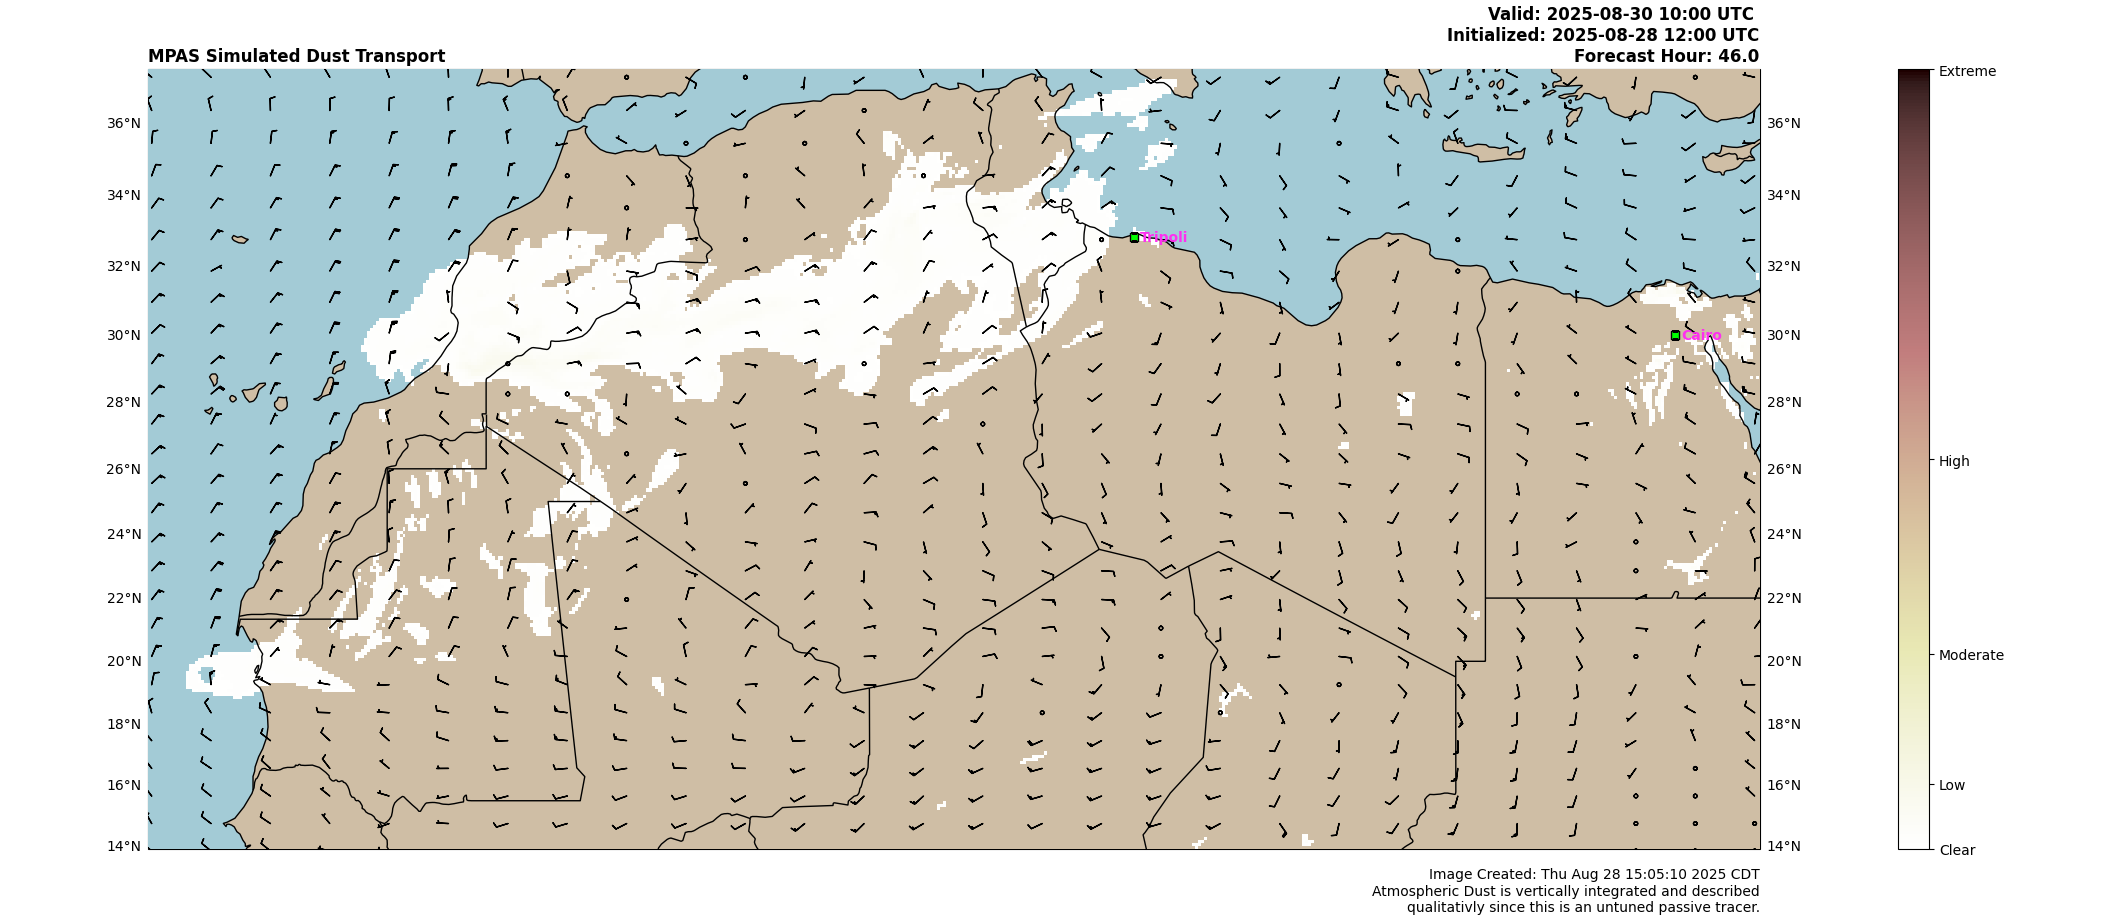 Valid: 2025-08-30 10:00 UTC
Initialized: 2025-08-28 12:00 UTC
MPAS Simulated Dust Transport
Forecast Hour: 46.0
Extreme
36°N
36°N
34°N
34°N
Tripoli
32°N
32°N
30°N
Cairo
30°N
28°N
28°N
High
26°N
26°N
24°N
24°N
22°N
22°N
Moderate
20°N
20°N
18°N
18°N
16°N
16°N
Low
14°N
14°N
Clear
Image Created: Thu Aug 28 15:05:10 2025 CDT
Atmospheric Dust is vertically integrated and described
qualitativly since this is an untuned passive tracer.